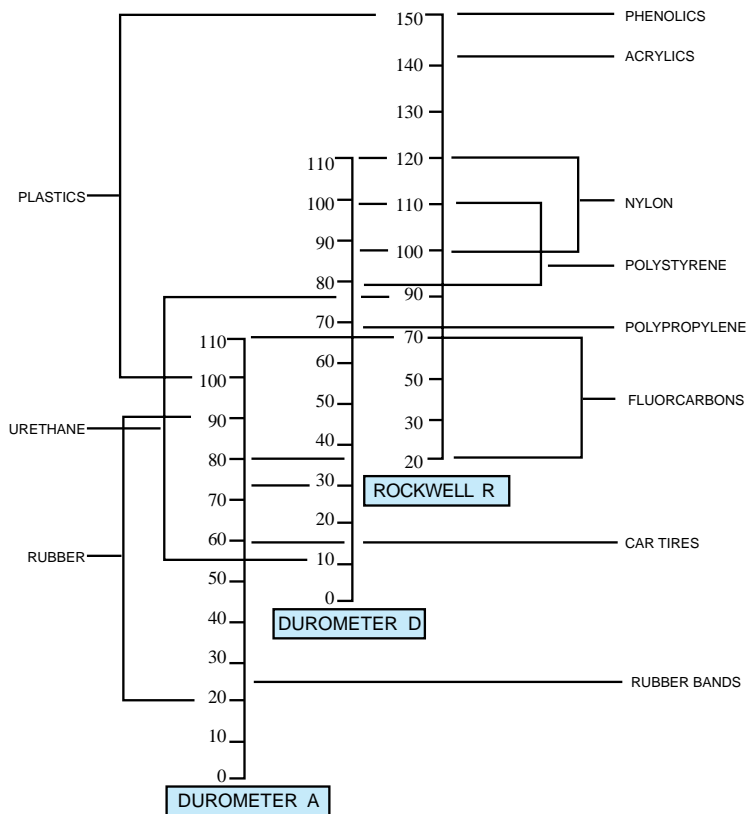 150 PHENOLICS
140 ACRYLICS
130
110 120
PLASTICS 100 110 NYLON
90 100
POLYSTYRENE
80 90
70 POLYPROPYLENE
110 60 70
100 50 50 FLUORCARBONS
URETHANE 90 40 30
80 30 20
70 ROCKWELL R
60 20 CAR TIRES
RUBBER 50 10
40 0
DUROMETER D
30
20 RUBBER BANDS
10
0
DUROMETER A